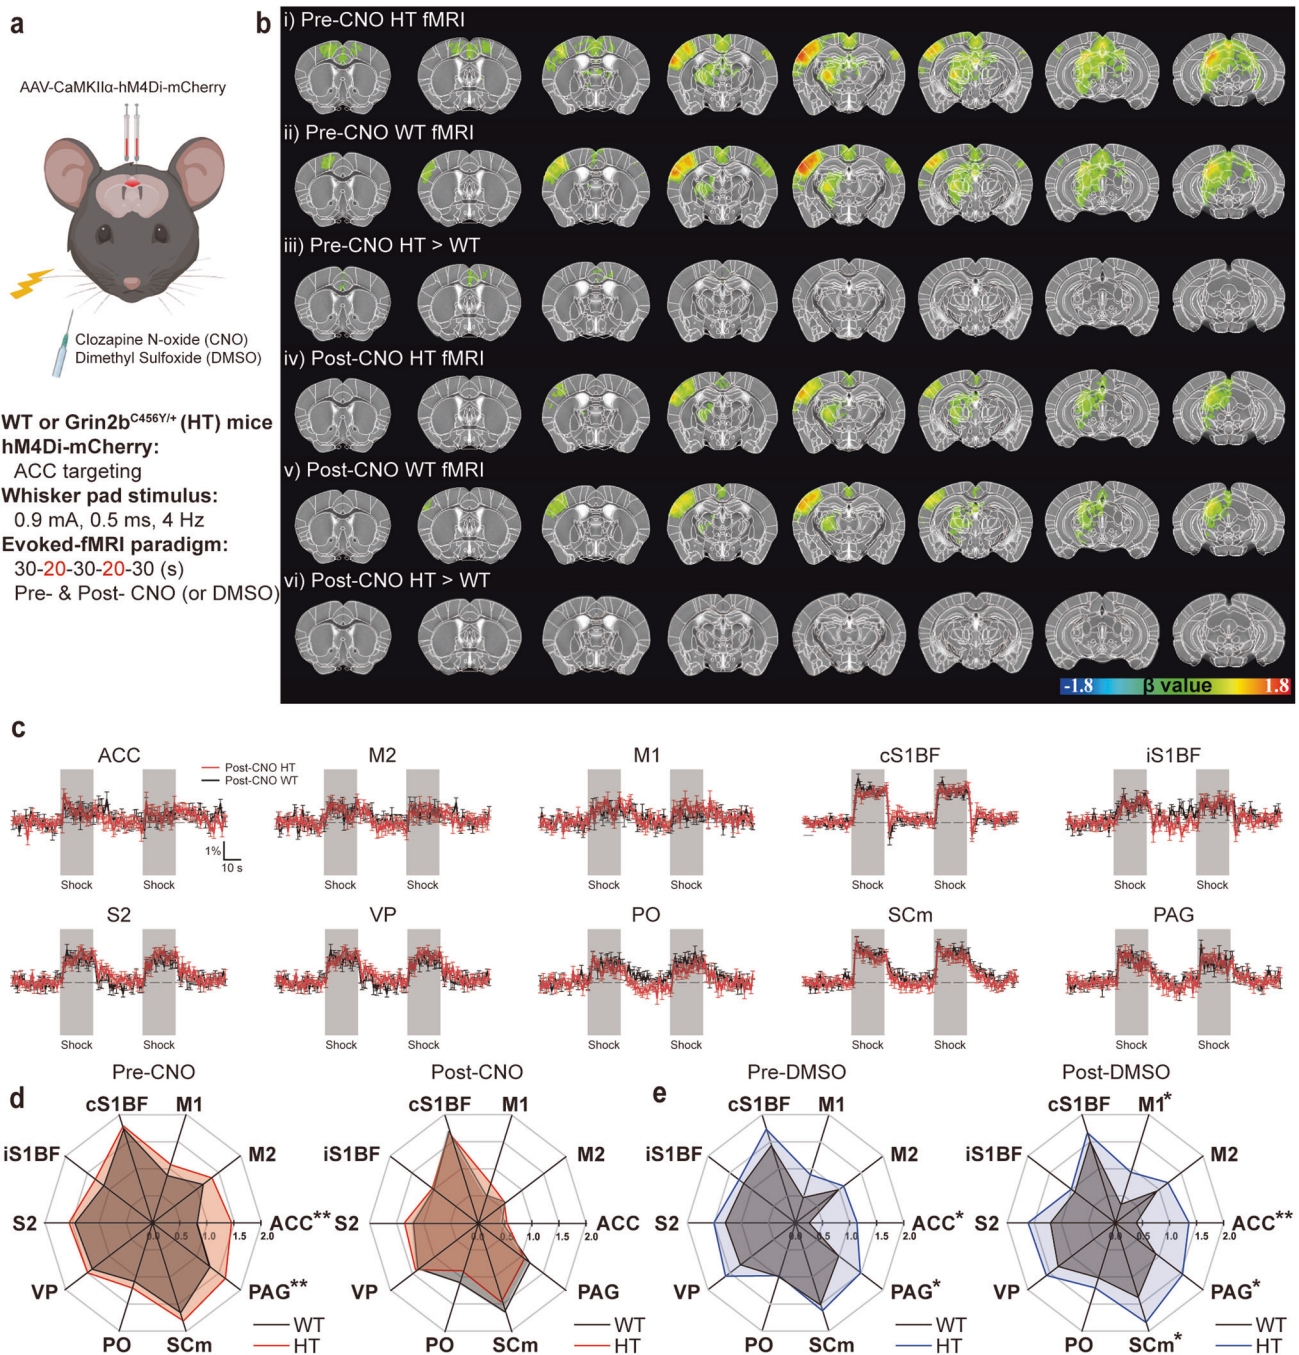 a
AAV-CaMKIIα-hM4Di-mCherry
Clozapine N-oxide (CNO)
Dimethyl Sulfoxide (DMSO)
WT or Grin2bC456Y/+ (HT) mice
hM4Di-mCherry:
ACC targeting
Whisker pad stimulus:
0.9 mA, 0.5 ms, 4 Hz
Evoked-fMRI paradigm:
30-20-30-20-30 (s)
Pre- & Post- CNO (or DMSO)
b
i) Pre-CNO HT fMRI
ii) Pre-CNO WT fMRI
iii) Pre-CNO HT > WT
iv) Post-CNO HT fMRI
v) Post-CNO WT fMRI
vi) Post-CNO HT > WT
-1.8 β value 1.8
c
ACC
Post-CNO HT
Post-CNO WT
1%
10 s
Shock Shock
M2
Shock Shock
M1
Shock Shock
cS1BF
Shock Shock
iS1BF
Shock Shock
S2
Shock Shock
VP
Shock Shock
PO
Shock Shock
SCm
Shock Shock
PAG
Shock Shock
d
Pre-CNO
cS1BF M1
iS1BF M2
S2 ACC**
0.0 0.5 1.0 1.5 2.0
VP PAG**
PO SCm
WT
HT
Post-CNO
cS1BF M1
iS1BF M2
S2 ACC
0.0 0.5 1.0 1.5 2.0
VP PAG
PO SCm
WT
HT
e
Pre-DMSO
cS1BF M1
iS1BF M2
S2 ACC*
0.0 0.5 1.0 1.5 2.0
VP PAG*
PO SCm
WT
HT
Post-DMSO
cS1BF M1*
iS1BF M2
S2 ACC**
0.0 0.5 1.0 1.5 2.0
VP PAG*
PO SCm*
WT
HT